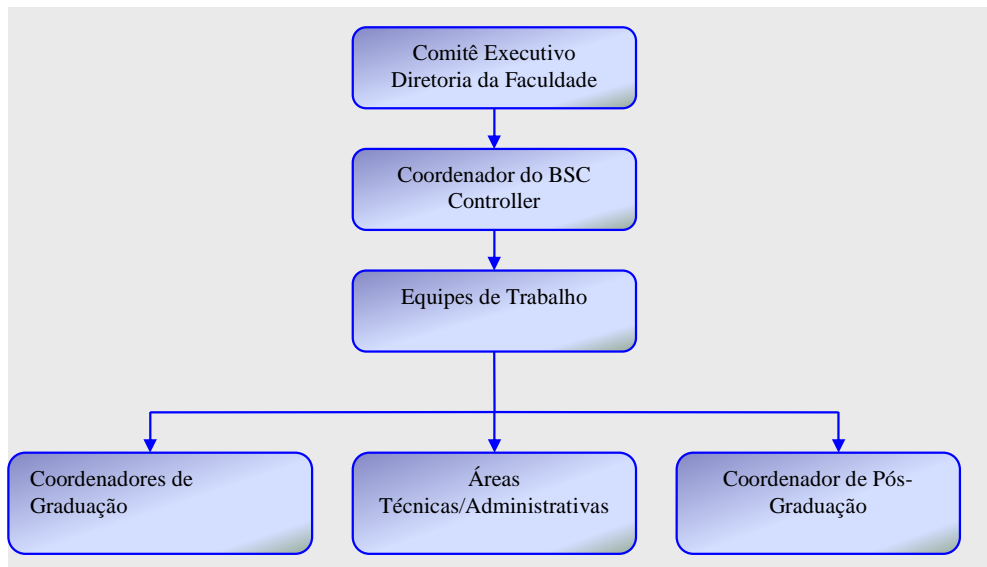 Comitê Executivo
Diretoria da Faculdade
Coordenador do BSC
Controller
Equipes de Trabalho
Coordenadores de
Graduação
Áreas
Técnicas/Administrativas
Coordenador de Pós-
Graduação